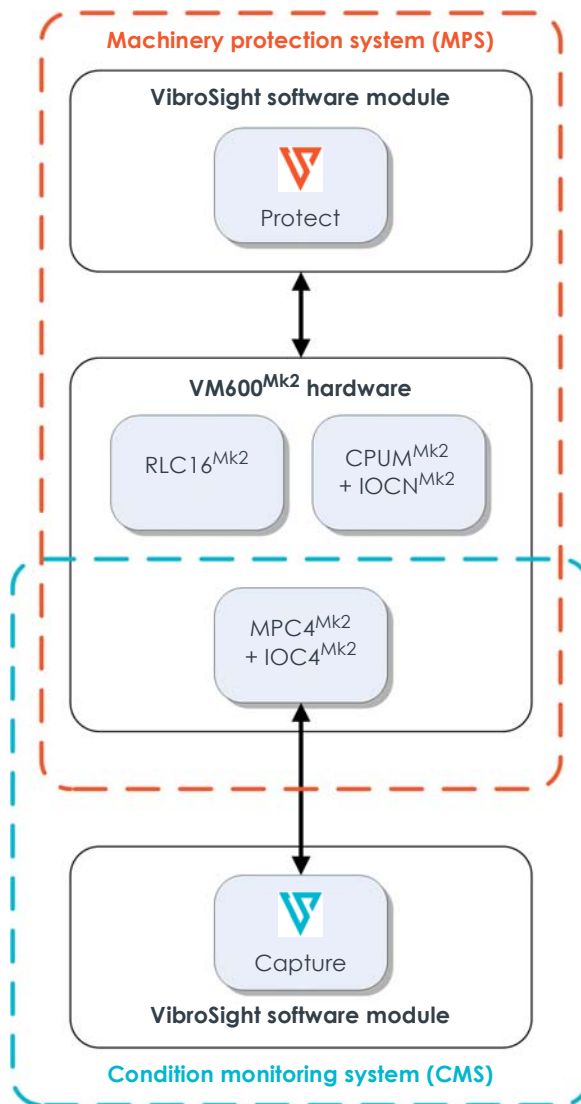 Machinery protection system (MPS)
VibroSight software module
Protect
VM600Mk2 hardware
RLC16Mk2
CPUMMk2
+ IOCNMk2
MPC4Mk2
+ IOC4Mk2
Capture
VibroSight software module
Condition monitoring system (CMS)